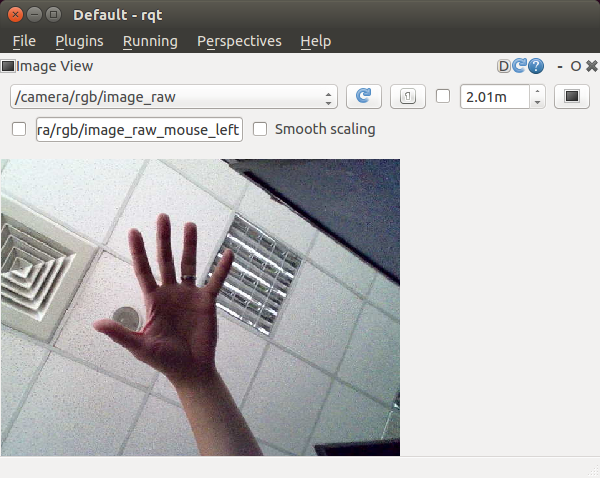 Default - rqt
File Plugins Running Perspectives Help
Image View D - O
/camera/rgb/image_raw 2.01m
ra/rgb/image_raw_mouse_left Smooth scaling